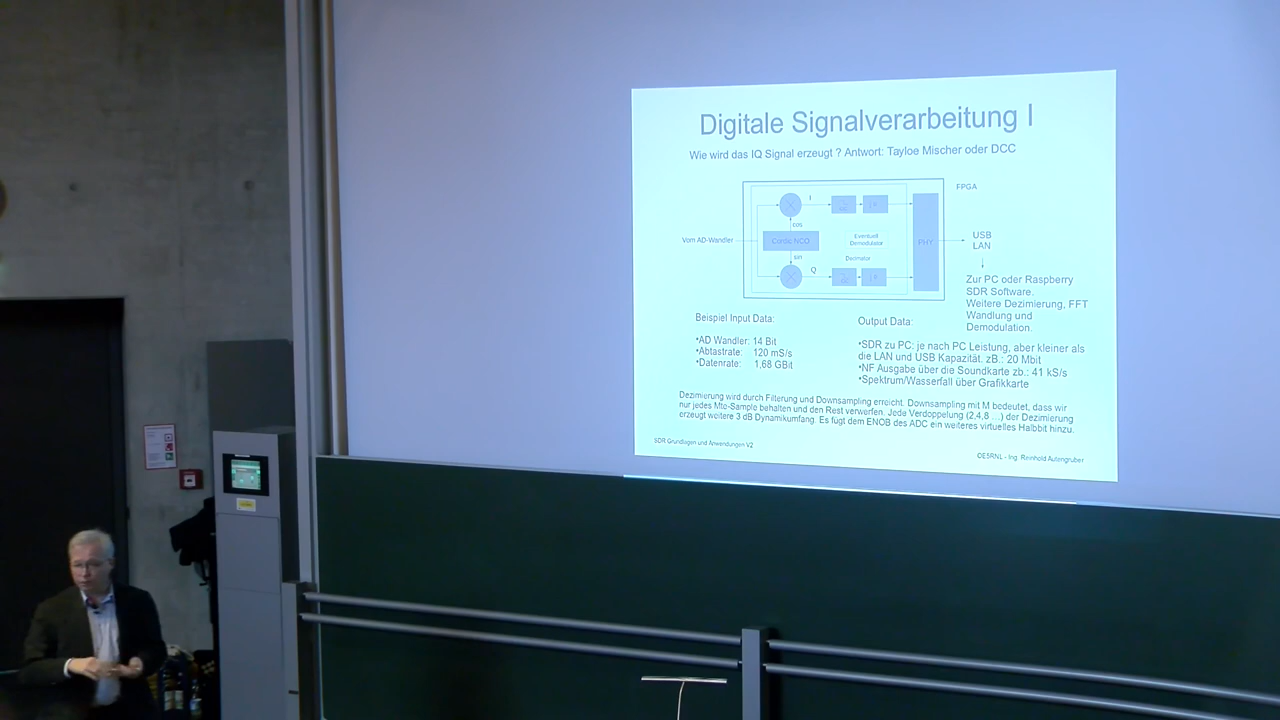 Digitale Signalverarbeitung I
Wie wird das IQ Signal erzeugt ? Antwort: Tayloe Mischer oder DCC
FPGA
I
cos
Vom AD-Wandler
Cordic NCO
Eventuell
Demodulator
PHY
USB
LAN
sin
Decimator
Q
Zur PC oder Raspberry
SDR Software.
Weitere Dezimierung, FFT
Wandlung und
Demodulation.
Beispiel Input Data:
•AD Wandler: 14 Bit
•Abtastrate: 120 mS/s
•Datenrate: 1,68 GBit
Output Data:
•SDR zu PC: je nach PC Leistung, aber kleiner als
die LAN und USB Kapazität. zB.: 20 Mbit
•NF Ausgabe über die Soundkarte zb.: 41 kS/s
•Spektrum/Wasserfall über Grafikkarte
Dezimierung wird durch Filterung und Downsampling erreicht. Downsampling mit M bedeutet, dass wir
nur jedes Mte-Sample behalten und den Rest verwerfen. Jede Verdoppelung (2,4,8 ...) der Dezimierung
erzeugt weitere 3 dB Dynamikumfang. Es fügt dem ENOB des ADC ein weiteres virtuelles Halbbit hinzu.
SDR Grundlagen und Anwendungen V2
OE5RNL - Ing. Reinhold Autengruber